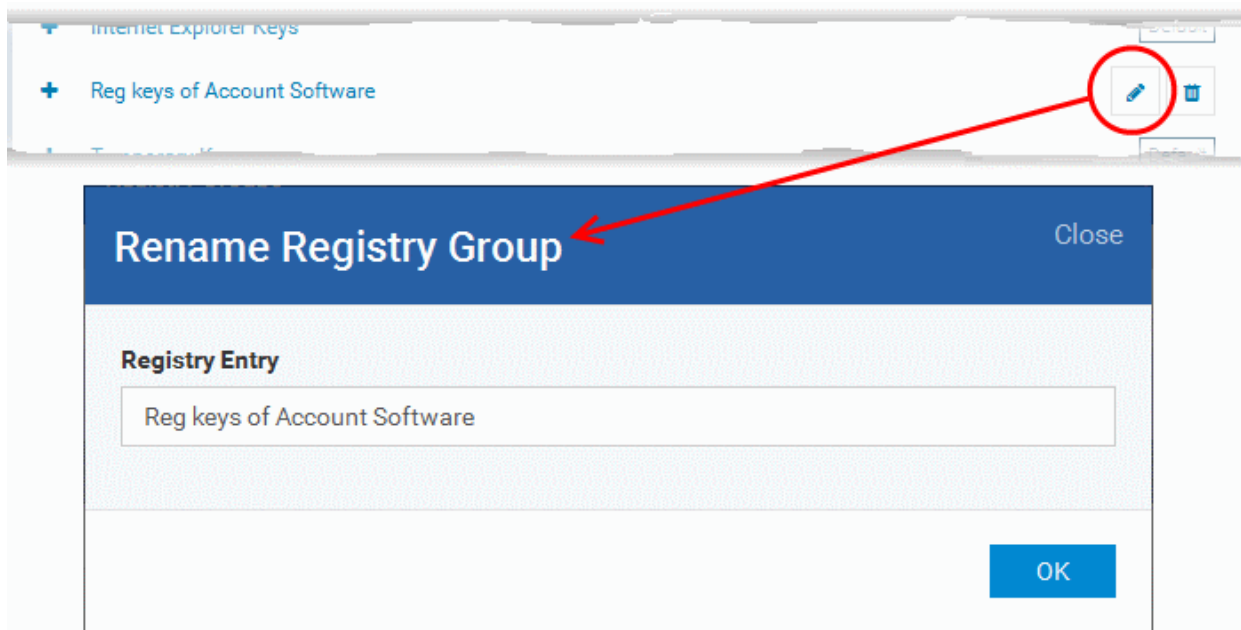 Internet Explorer Keys
Default
Reg keys of Account Software
Rename Registry Group
Close
Registry Entry
Reg keys of Account Software
OK